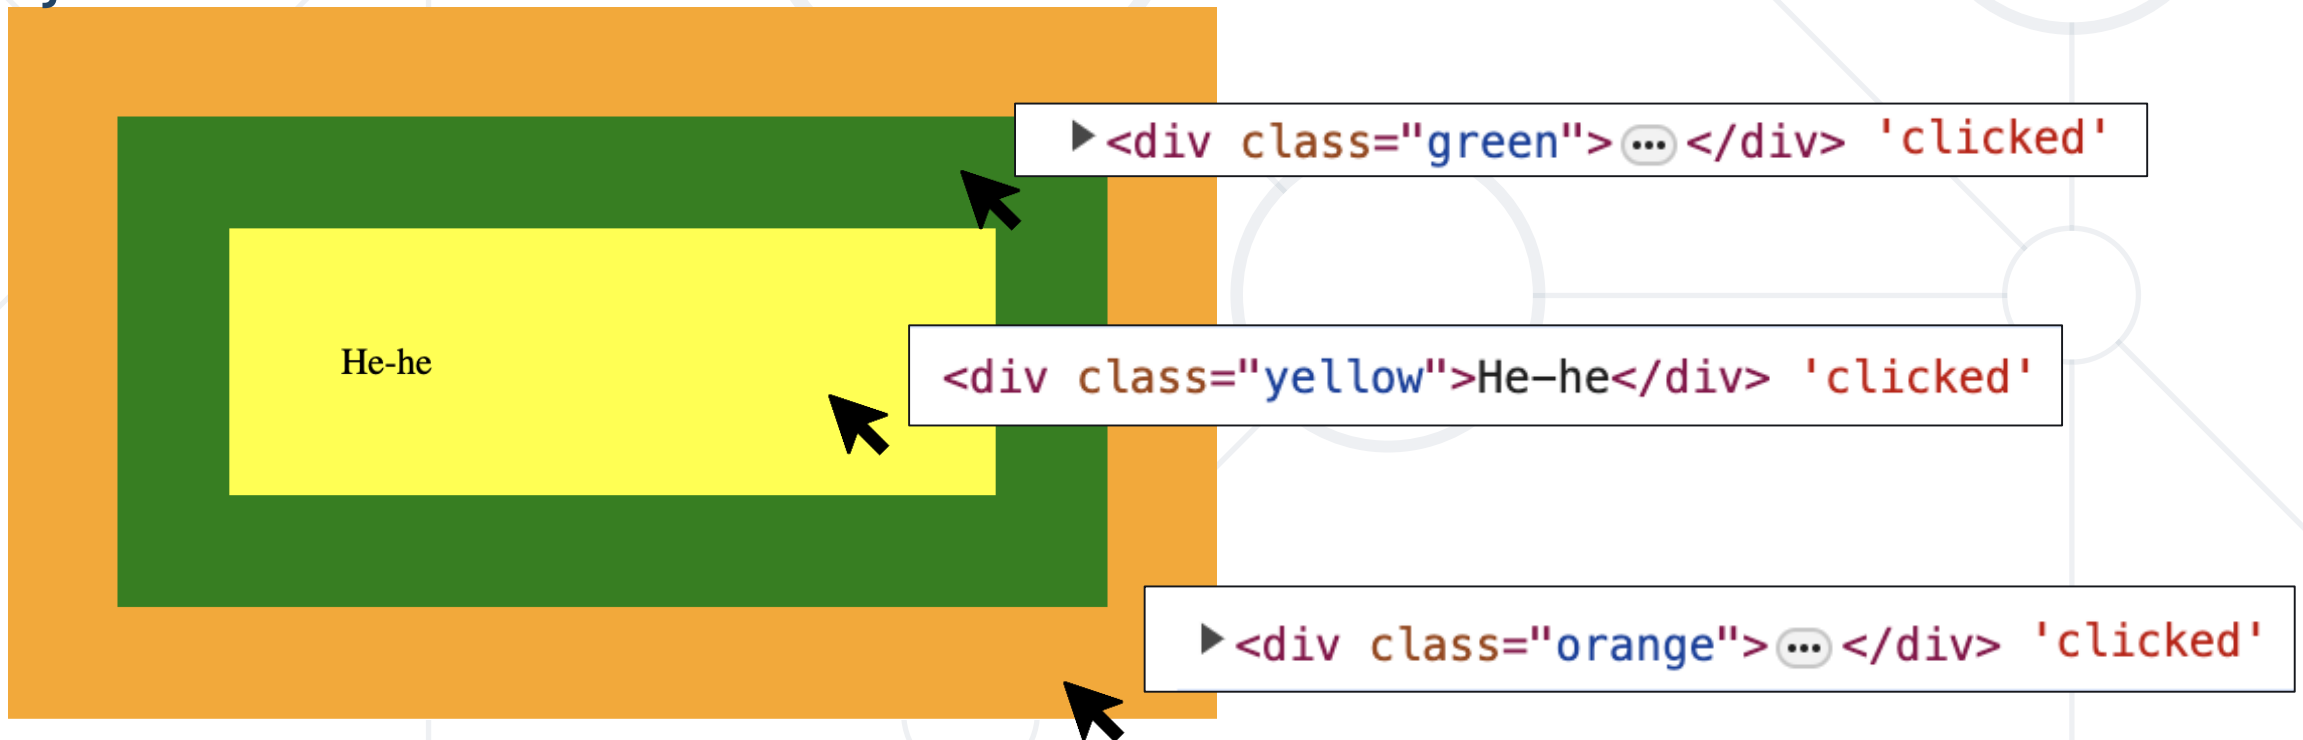 <div class="green">…</div> 'clicked'
He-he
<div class="yellow">He-he</div> 'clicked'
<div class="orange">…</div> 'clicked'